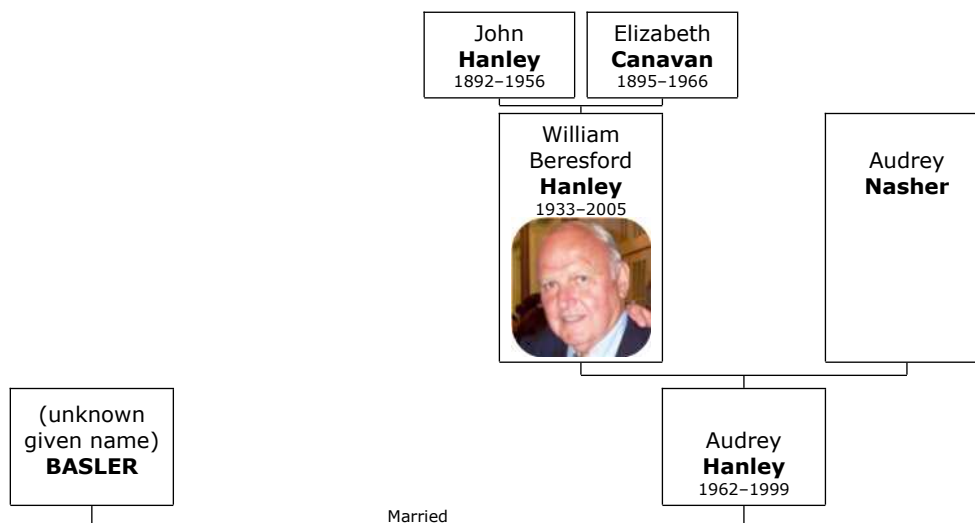 John
Hanley
1892–1956
Elizabeth
Canavan
1895–1966
William
Beresford
Hanley
1933–2005
Audrey
Nasher
(unknown
given name)
BASLER
Audrey
Hanley
1962–1999
Married